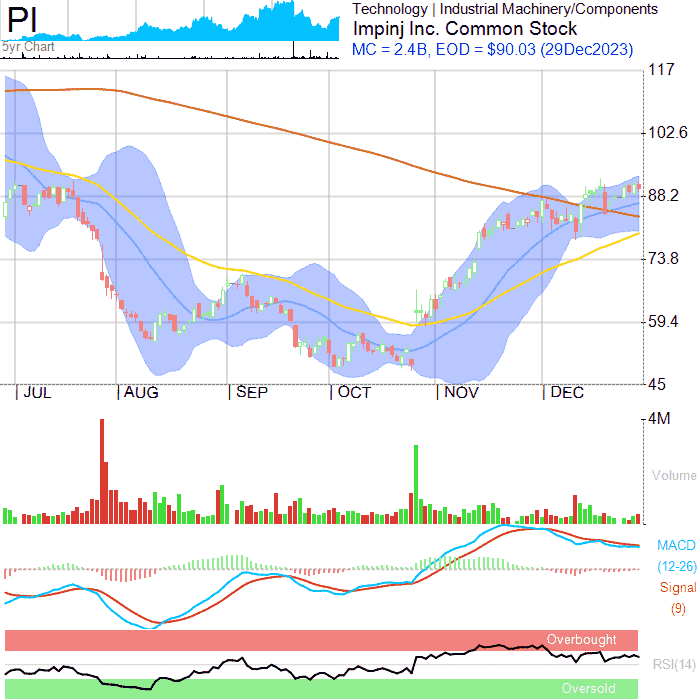 PI
5yr Chart
Technology | Industrial Machinery/Components
Impinj Inc. Common Stock
MC = 2.4B, EOD = $90.03 (29Dec2023)
117
102.6
88.2
73.8
59.4
45
JUL AUG SEP OCT NOV DEC
4M
Volume
MACD
(12-26)
Signal
(9)
Overbought
RSI(14)
Oversold